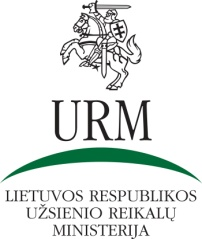 URM
LIETUVOS RESPUBLIKOS
UŽSIENIO REIKALŲ
MINISTERIJA